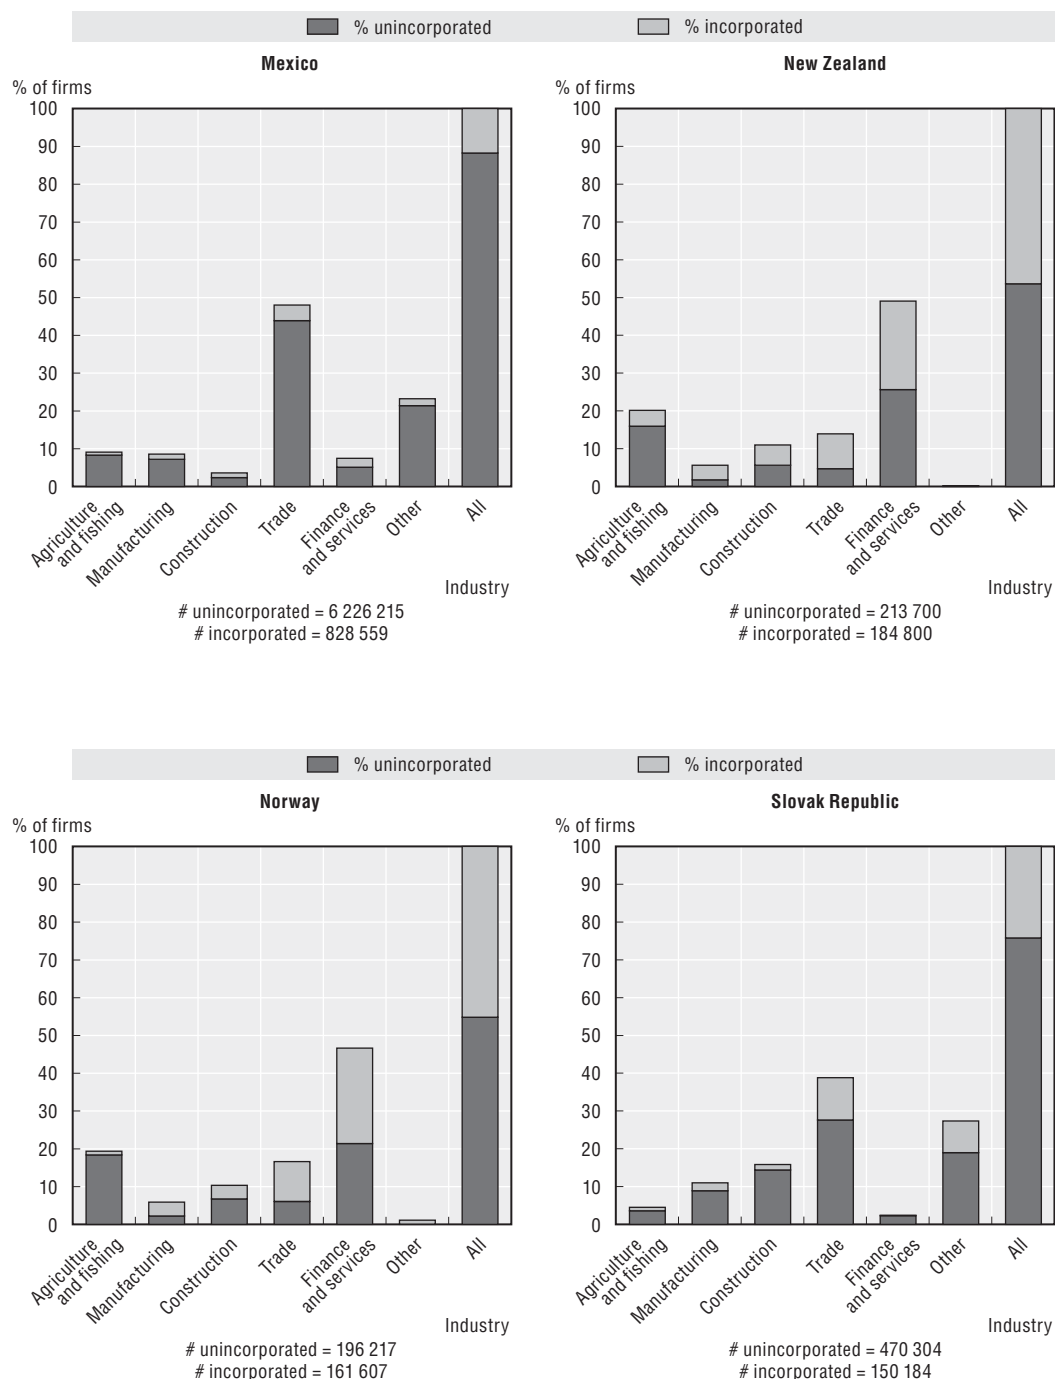 % unincorporated % incorporated
Mexico
% of firms
100
90
80
70
60
50
40
30
20
10
0
Agriculture
and fishing
Manufacturing
Construction
Trade
Finance
and services
Other
All
Industry
# unincorporated = 6 226 215
# incorporated = 828 559
New Zealand
% of firms
100
90
80
70
60
50
40
30
20
10
0
Agriculture
and fishing
Manufacturing
Construction
Trade
Finance
and services
Other
All
Industry
# unincorporated = 213 700
# incorporated = 184 800
% unincorporated % incorporated
Norway
% of firms
100
90
80
70
60
50
40
30
20
10
0
Agriculture
and fishing
Manufacturing
Construction
Trade
Finance
and services
Other
All
Industry
# unincorporated = 196 217
# incorporated = 161 607
Slovak Republic
% of firms
100
90
80
70
60
50
40
30
20
10
0
Agriculture
and fishing
Manufacturing
Construction
Trade
Finance
and services
Other
All
Industry
# unincorporated = 470 304
# incorporated = 150 184